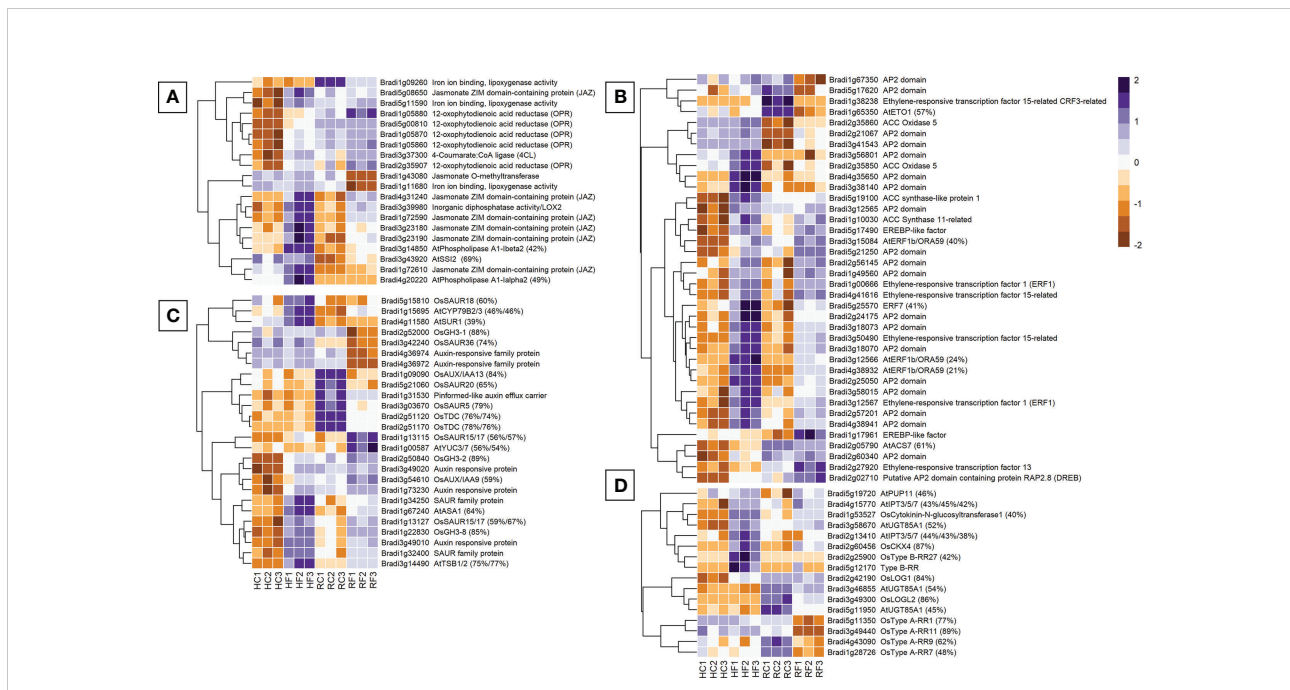 A
Bradi1g09260 Iron ion binding, lipoxygenase activity
Bradi5g08650 Jasmonate ZIM domain-containing protein (JAZ)
Bradi5g11590 Iron ion binding, lipoxygenase activity
Bradi1g05880 12-oxophytodienoic acid reductase (OPR)
Bradi5g00810 12-oxophytodienoic acid reductase (OPR)
Bradi1g05870 12-oxophytodienoic acid reductase (OPR)
Bradi1g05860 12-oxophytodienoic acid reductase (OPR)
Bradi3g37300 4-Coumarate:CoA ligase (4CL)
Bradi2g35907 12-oxophytodienoic acid reductase (OPR)
Bradi1g43080 Jasmonate O-methyltransferase
Bradi1g11680 Iron ion binding, lipoxygenase activity
Bradi4g31240 Jasmonate ZIM domain-containing protein (JAZ)
Bradi3g39980 Inorganic diphosphatase activity/LOX2
Bradi1g72590 Jasmonate ZIM domain-containing protein (JAZ)
Bradi3g23180 Jasmonate ZIM domain-containing protein (JAZ)
Bradi3g23190 Jasmonate ZIM domain-containing protein (JAZ)
Bradi3g14850 AtPhospholipase A1-Ibeta2 (42%)
Bradi3g43920 AtSSI2 (69%)
Bradi1g72610 Jasmonate ZIM domain-containing protein (JAZ)
Bradi4g20220 AtPhospholipase A1-Ialpha2 (49%)
C
Bradi5g15810 OsSAUR18 (60%)
Bradi1g15695 AtCYP79B2/3 (46%/46%)
Bradi4g11580 AtSUR1 (39%)
Bradi2g52000 OsGH3-1 (88%)
Bradi3g42240 OsSAUR36 (74%)
Bradi4g36974 Auxin-responsive family protein
Bradi4g36972 Auxin-responsive family protein
Bradi1g09090 OsAUX/IAA13 (84%)
Bradi5g21060 OsSAUR20 (65%)
Bradi1g31530 Pinformed-like auxin efflux carrier
Bradi3g03670 OsSAUR5 (79%)
Bradi2g51120 OsTDC (76%/74%)
Bradi2g51170 OsTDC (78%/76%)
Bradi1g13115 OsSAUR15/17 (56%/57%)
Bradi1g00587 AtYUC3/7 (56%/54%)
Bradi2g50840 OsGH3-2 (89%)
Bradi3g49020 Auxin responsive protein
Bradi3g54610 OsAUX/IAA9 (59%)
Bradi1g73230 Auxin responsive protein
Bradi1g34250 SAUR family protein
Bradi1g67240 AtASA1 (64%)
Bradi1g13127 OsSAUR15/17 (59%/67%)
Bradi1g22830 OsGH3-8 (85%)
Bradi3g49010 Auxin responsive protein
Bradi1g32400 SAUR family protein
Bradi3g14490 AtTSB1/2 (75%/77%)
HC1 HC2 HC3 HF1 HF2 HF3 RC1 RC2 RC3 RF1 RF2 RF3
B
Bradi1g67350 AP2 domain
Bradi5g17620 AP2 domain
Bradi1g38238 Ethylene-responsive transcription factor 15-related CRF3-related
Bradi1g65350 AtETO1 (57%)
Bradi2g35860 ACC Oxidase 5
Bradi2g21067 AP2 domain
Bradi3g41543 AP2 domain
Bradi3g56801 AP2 domain
Bradi2g35850 ACC Oxidase 5
Bradi4g35650 AP2 domain
Bradi3g38140 AP2 domain
Bradi5g19100 ACC synthase-like protein 1
Bradi3g12565 AP2 domain
Bradi1g10030 ACC Synthase 11-related
Bradi5g17490 EREBP-like factor
Bradi3g15084 AtERF1b/ORA59 (40%)
Bradi5g21250 AP2 domain
Bradi2g56145 AP2 domain
Bradi1g49560 AP2 domain
Bradi1g00666 Ethylene-responsive transcription factor 1 (ERF1)
Bradi4g41616 Ethylene-responsive transcription factor 15-related
Bradi5g25570 ERF7 (41%)
Bradi2g24175 AP2 domain
Bradi3g18073 AP2 domain
Bradi3g50490 Ethylene-responsive transcription factor 15-related
Bradi3g18070 AP2 domain
Bradi3g12566 AtERF1b/ORA59 (24%)
Bradi4g38932 AtERF1b/ORA59 (21%)
Bradi2g25050 AP2 domain
Bradi3g58015 AP2 domain
Bradi3g12567 Ethylene-responsive transcription factor 1 (ERF1)
Bradi2g57201 AP2 domain
Bradi4g38941 AP2 domain
Bradi1g17961 EREBP-like factor
Bradi2g05790 AtACS7 (61%)
Bradi2g60340 AP2 domain
Bradi2g27920 Ethylene-responsive transcription factor 13
Bradi2g02710 Putative AP2 domain containing protein RAP2.8 (DREB)
D
Bradi5g19720 AtPUP11 (46%)
Bradi4g15770 AtIPT3/5/7 (43%/45%/42%)
Bradi1g53527 OsCytokinin-N-glucosyltransferase1 (40%)
Bradi3g58670 AtUGT85A1 (52%)
Bradi2g13410 AtIPT3/5/7 (44%/43%/38%)
Bradi2g60456 OsCKX4 (87%)
Bradi2g25900 OsType B-RR27 (42%)
Bradi5g12170 Type B-RR
Bradi2g42190 OsLOG1 (84%)
Bradi3g46855 AtUGT85A1 (54%)
Bradi3g49300 OsLOGL2 (86%)
Bradi5g11950 AtUGT85A1 (45%)
Bradi5g11350 OsType A-RR1 (77%)
Bradi3g49440 OsType A-RR11 (89%)
Bradi4g43090 OsType A-RR9 (62%)
Bradi1g28726 OsType A-RR7 (48%)
HC1 HC2 HC3 HF1 HF2 HF3 RC1 RC2 RC3 RF1 RF2 RF3
2
1
0
-1
-2